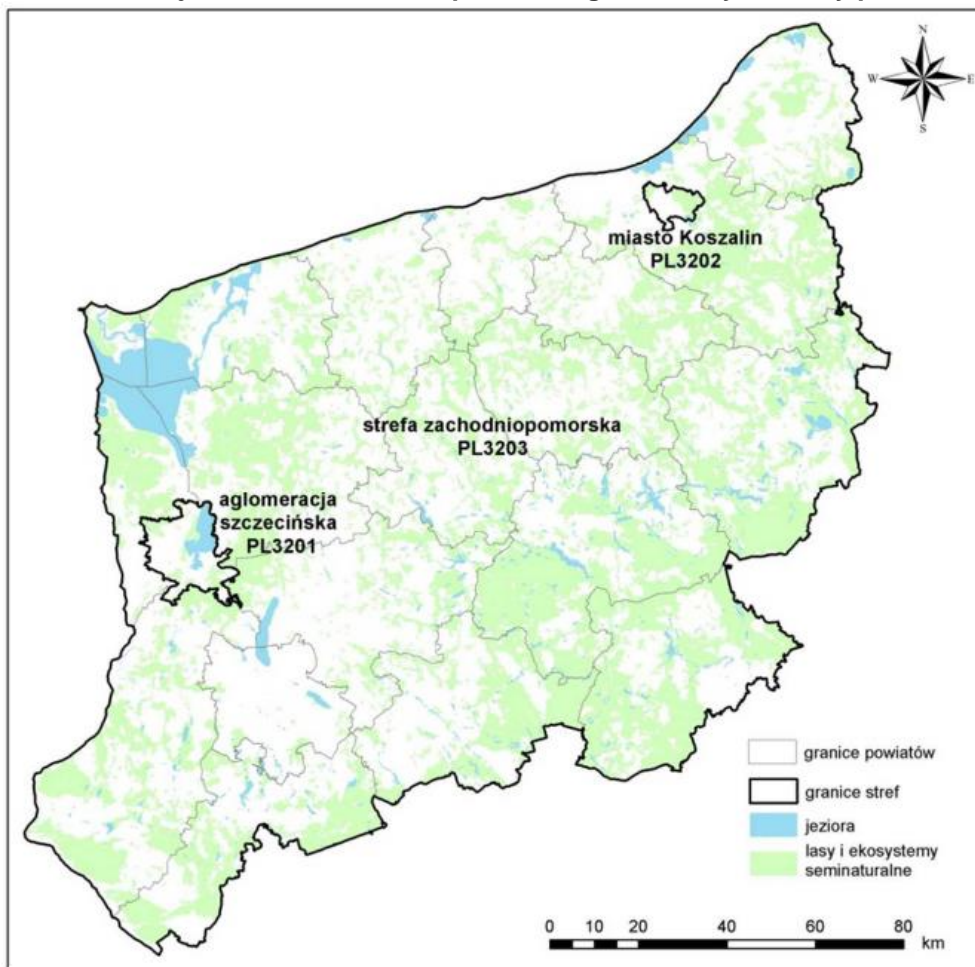 N
W
E
S
miasto Koszalin
PL3202
strefa zachodniopomorska
PL3203
aglomeracja
szczecińska
PL3201
granice powiatów
granice stref
jeziora
lasy i ekosystemy
seminaturalne
0 10 20 40 60 80
km